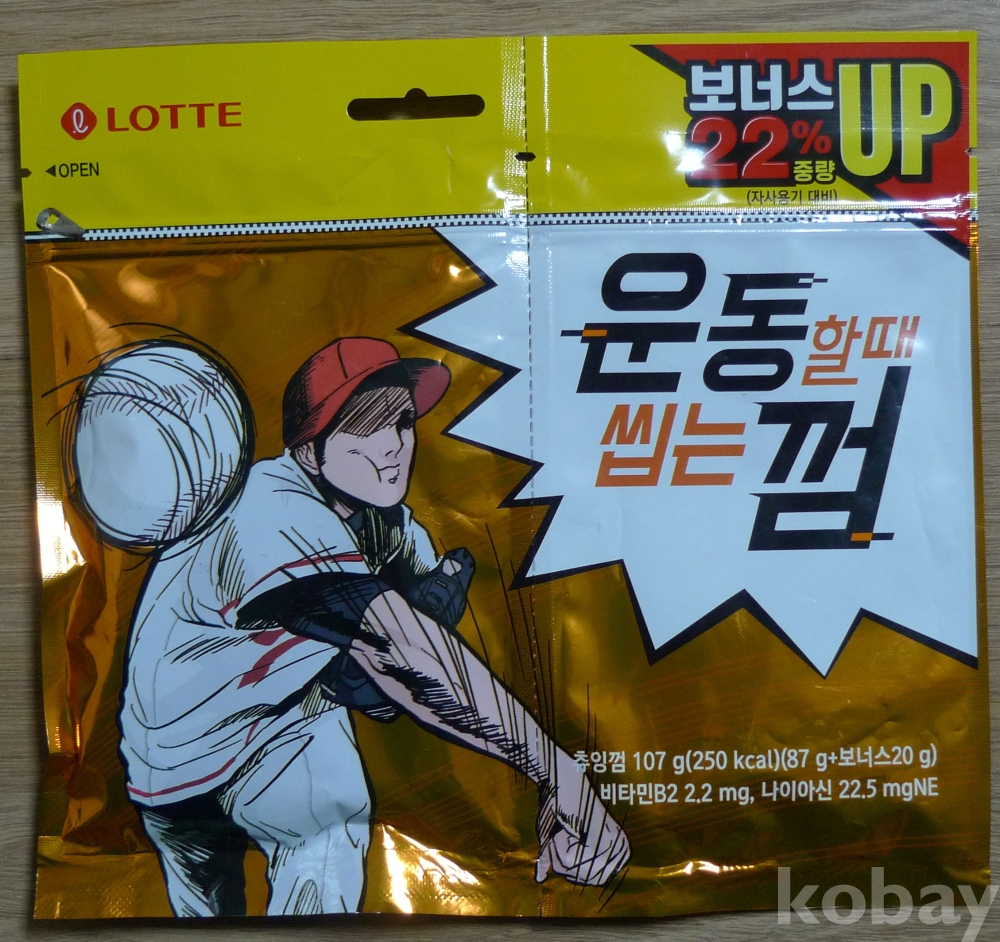 LOTTE
◀OPEN
보너스
22%
중량
UP
(자사용기 대비)
운동할때
씹는껌
츄잉껌 107 g(250 kcal)(87 g+보너스20 g)
비타민B2 2.2 mg, 나이아신 22.5 mgNE
kobay